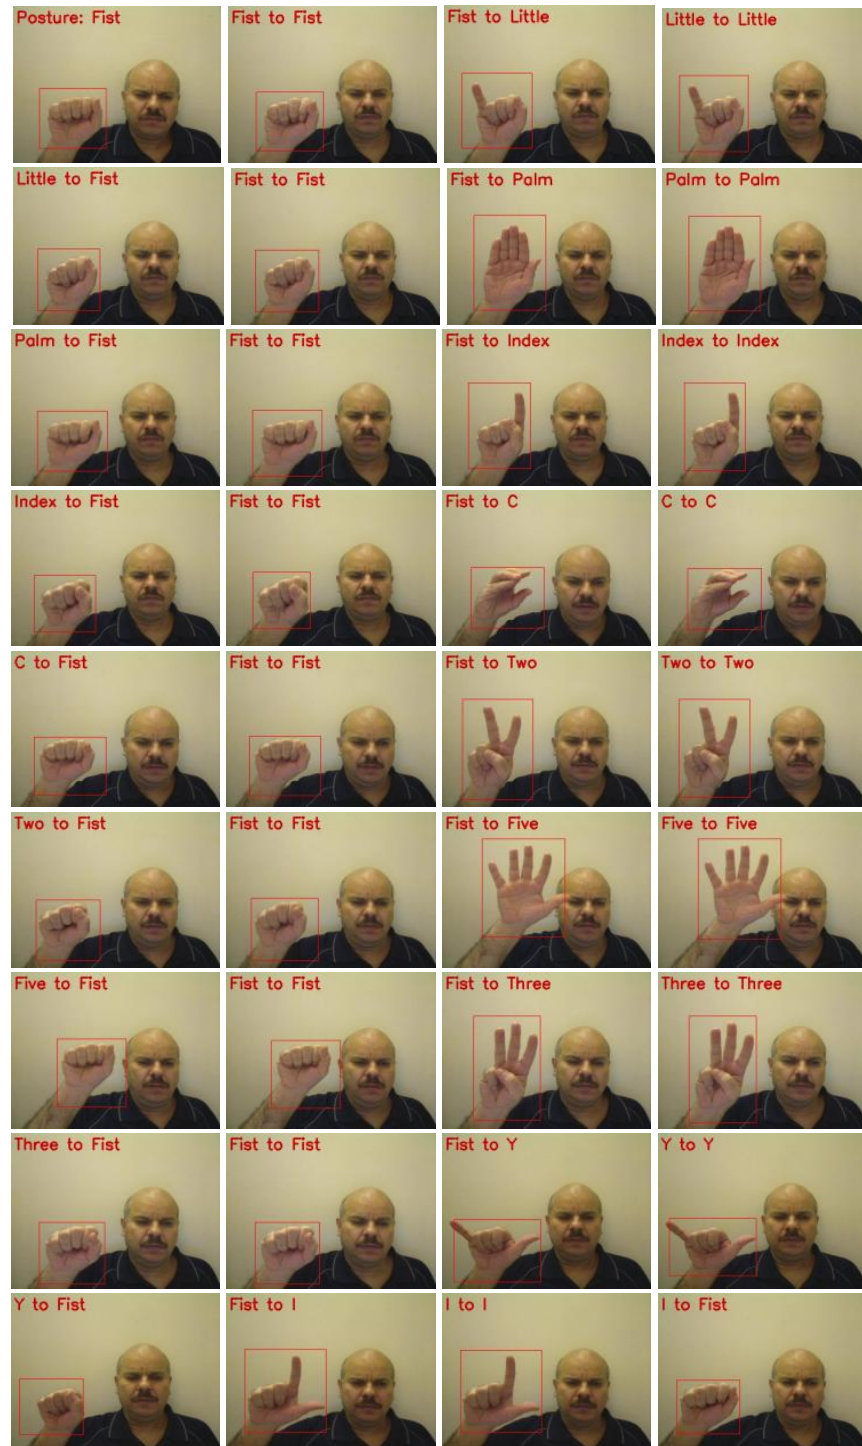 Posture: Fist
Fist to Fist
Fist to Little
Little to Little
Little to Fist
Fist to Fist
Fist to Palm
Palm to Palm
Palm to Fist
Fist to Fist
Fist to Index
Index to Index
Index to Fist
Fist to Fist
Fist to C
C to C
C to Fist
Fist to Fist
Fist to Two
Two to Two
Two to Fist
Fist to Fist
Fist to Five
Five to Five
Five to Fist
Fist to Fist
Fist to Three
Three to Three
Three to Fist
Fist to Fist
Fist to Y
Y to Y
Y to Fist
Fist to I
I to I
I to Fist